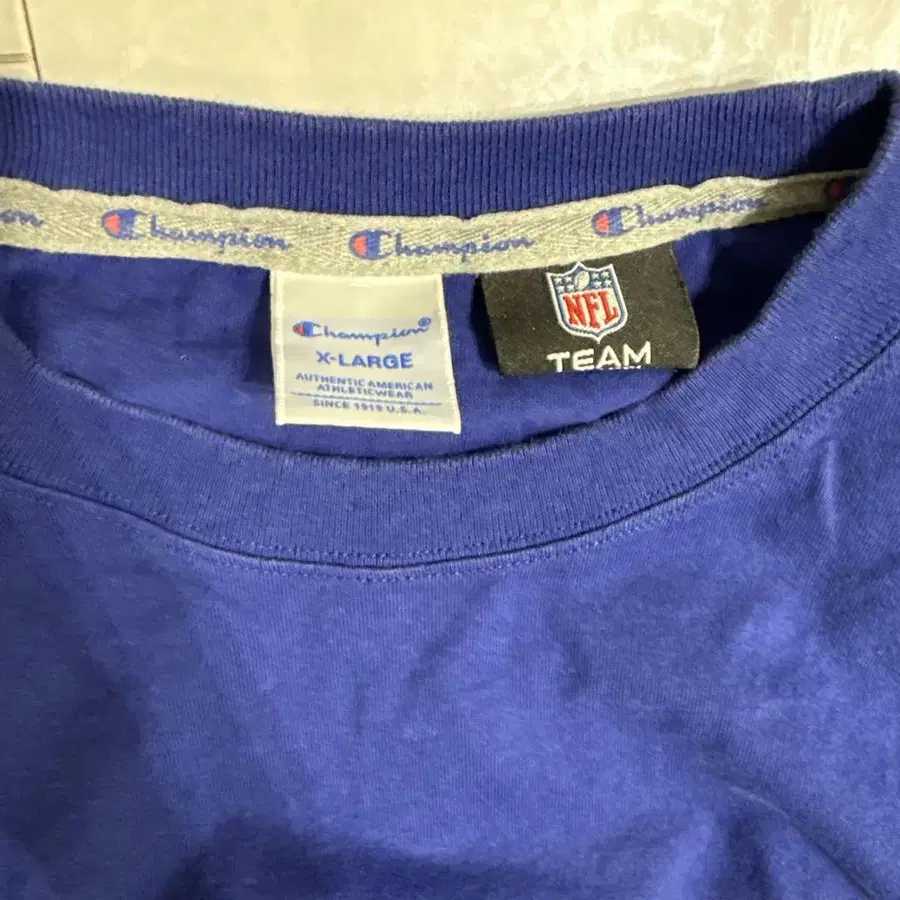 Champion Champion Champion
Champion®
X-LARGE
AUTHENTIC AMERICAN
ATHLETICWEAR
SINCE 1919 U.S.A.
NFL
TEAM